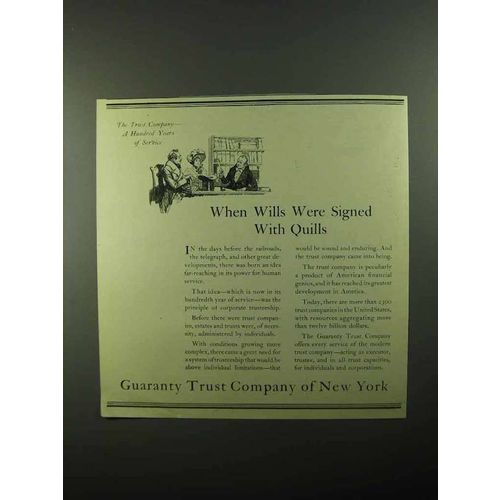 The Trust Company—
A Hundred Years
of Service
When Wills Were Signed
With Quills
IN the days before the railroads,
the telegraph, and other great de-
velopments, there was born an idea
far-reaching in its power for human
service.
That idea—which is now in its
hundredth year of service—was the
principle of corporate trusteeship.
Before there were trust compan-
ies, estates and trusts were, of neces-
sity, administered by individuals.
With conditions growing more
complex, there came a great need for
a system of trusteeship that would be
above individual limitations—that
would be sound and enduring. And
the trust company came into being.
The trust company is peculiarly
a product of American financial
genius, and it has reached its greatest
development in America.
Today, there are more than 2300
trust companies in the United States,
with resources aggregating more
than twelve billion dollars.
The Guaranty Trust Company
offers every service of the modern
trust company—acting as executor,
trustee, and in all trust capacities,
for individuals and corporations.
Guaranty Trust Company of New York